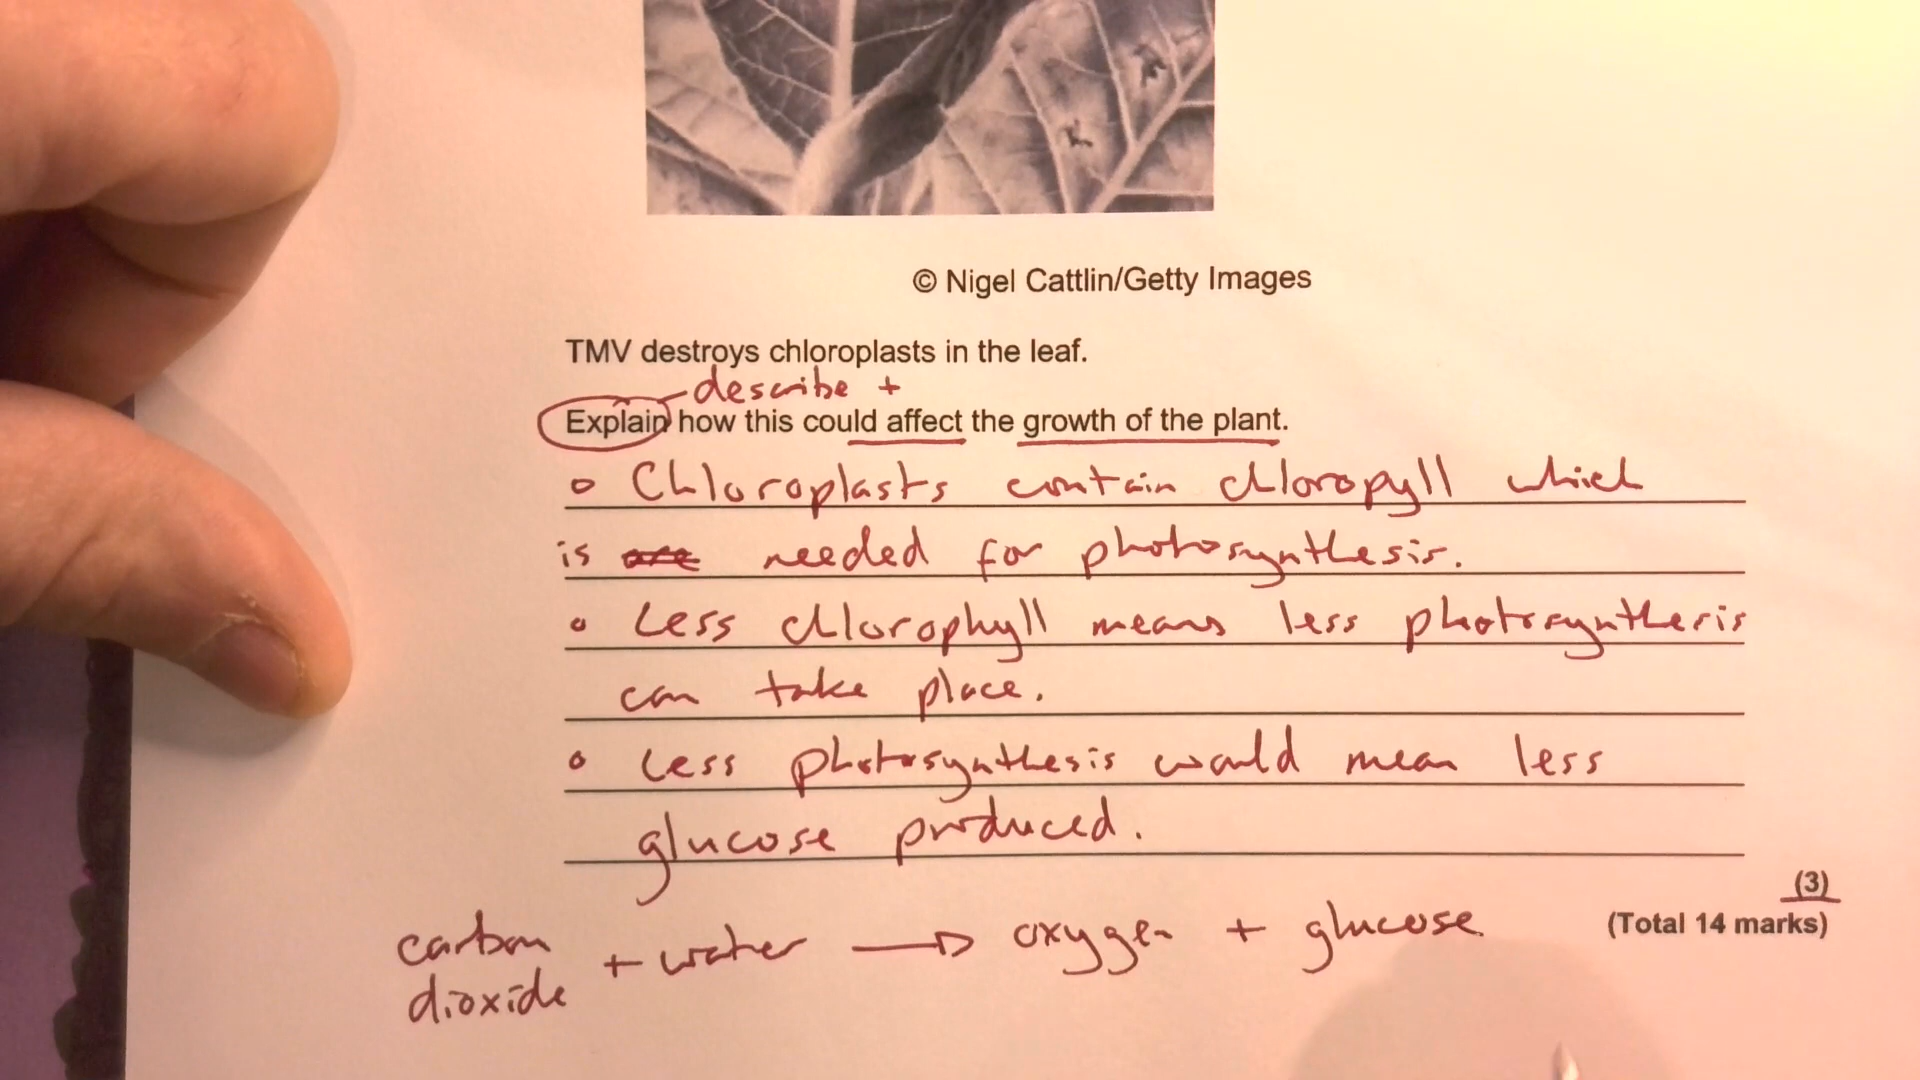 © Nigel Cattlin/Getty Images
TMV destroys chloroplasts in the leaf.
describe +
Explain how this could affect the growth of the plant.
o Chloroplasts contain chloropyll which
is are needed for photosynthesis.
o Less chlorophyll means less photosynthesis
can take place.
o Less photosynthesis would mean less
glucose produced.
(3)
(Total 14 marks)
carbon dioxide + water → oxygen + glucose